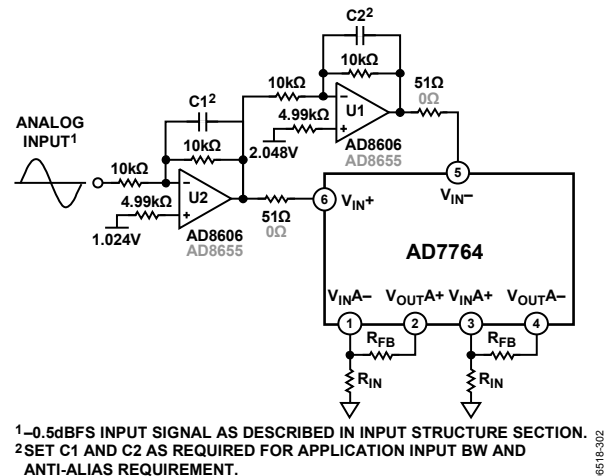 C2²
10kΩ
C1²
10kΩ
U1
51Ω
0Ω
ANALOG
INPUT¹
10kΩ
4.99kΩ
2.048V
AD8606
AD8655
10kΩ
4.99kΩ
U2
1.024V
51Ω
0Ω
AD8606
AD8655
6
VIN+
5
VIN–
AD7764
VINA–
VOUTA+
VINA+
VOUTA–
1
2
3
4
RFB
RFB
RIN
RIN
¹–0.5dBFS INPUT SIGNAL AS DESCRIBED IN INPUT STRUCTURE SECTION.
²SET C1 AND C2 AS REQUIRED FOR APPLICATION INPUT BW AND
ANTI-ALIAS REQUIREMENT.
6518-302